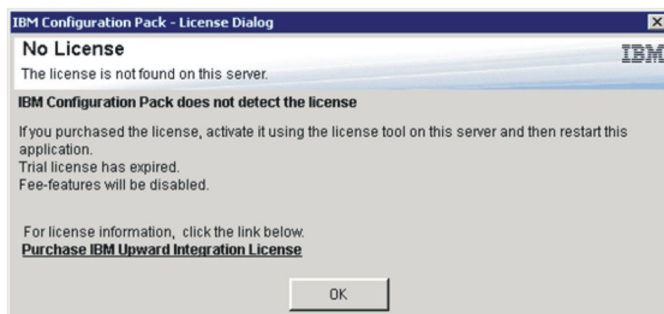 IBM Configuration Pack - License Dialog
No License
IBM
The license is not found on this server.
IBM Configuration Pack does not detect the license
If you purchased the license, activate it using the license tool on this server and then restart this
application.
Trial license has expired.
Fee-features will be disabled.
For license information, click the link below.
Purchase IBM Upward Integration License
OK